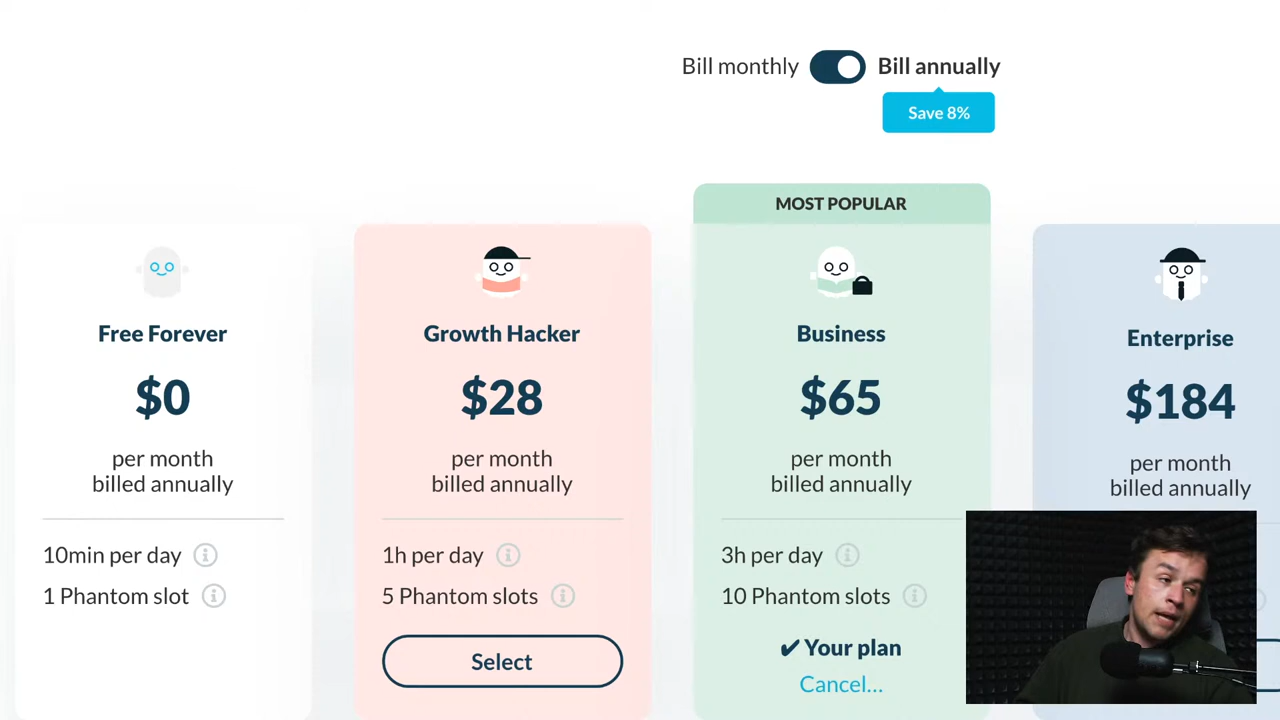 Bill monthly
Bill annually
Save 8%
Free Forever
$0
per month
billed annually
10min per day
1 Phantom slot
Growth Hacker
$28
per month
billed annually
1h per day
5 Phantom slots
Select
MOST POPULAR
Business
$65
per month
billed annually
3h per day
10 Phantom slots
✔ Your plan
Cancel...
Enterprise
$184
per month
billed annually